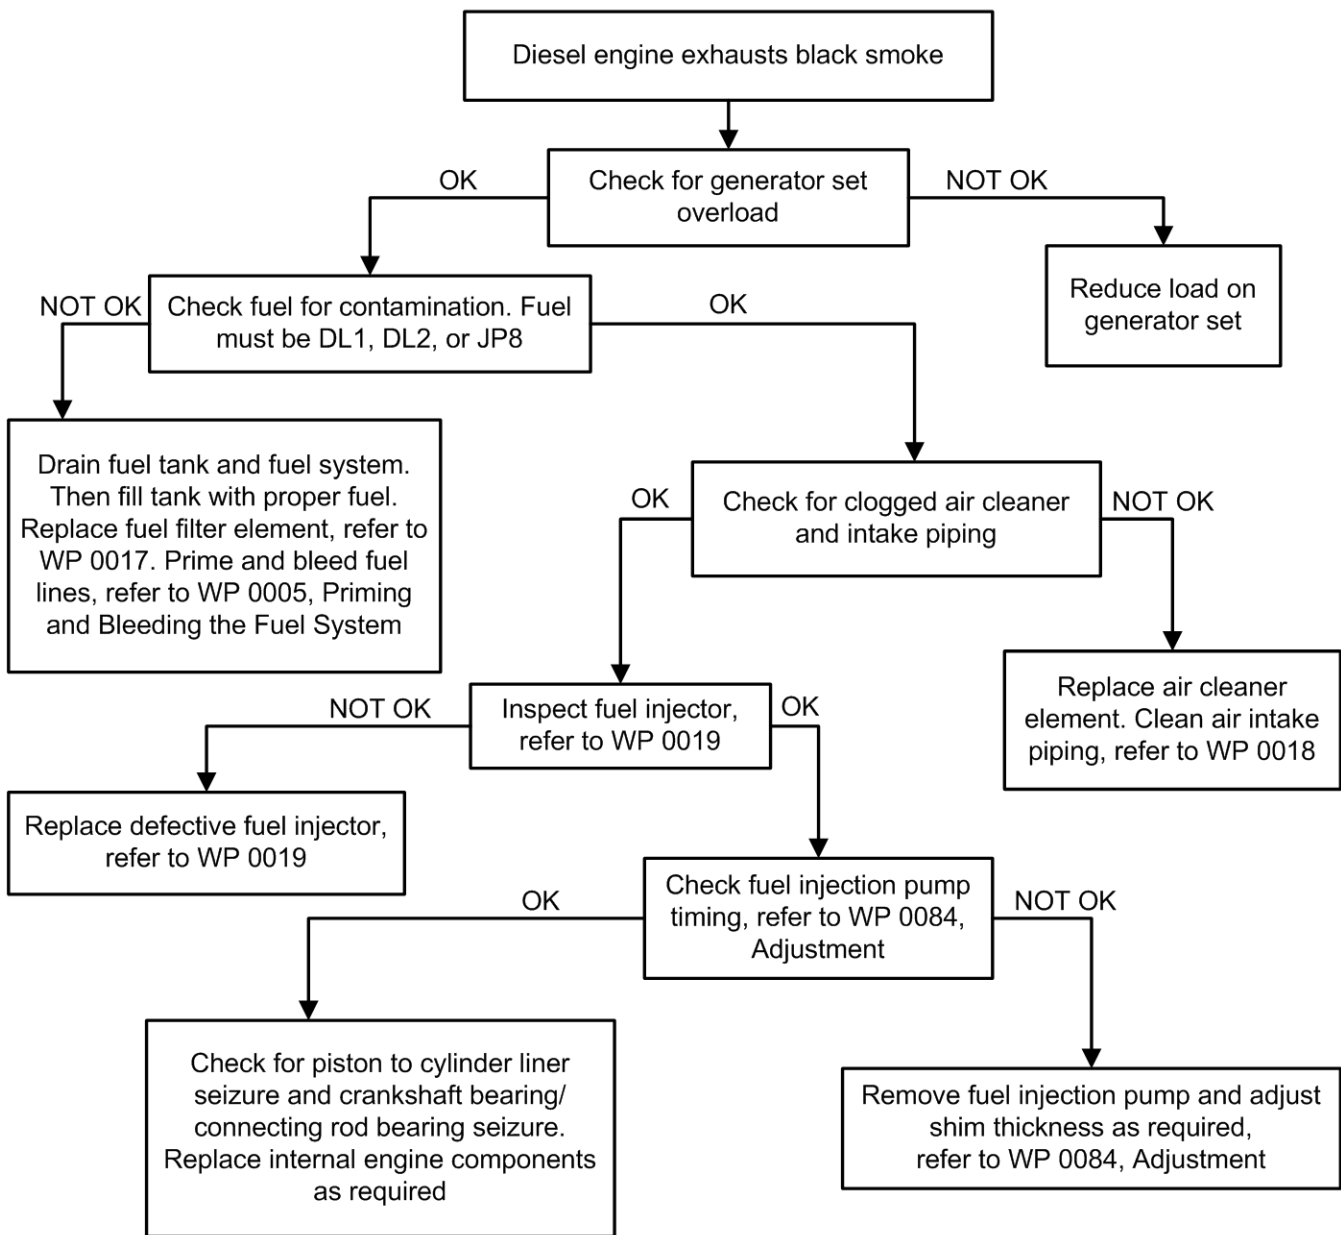 Diesel engine exhausts black smoke
OK
Check for generator set
overload
NOT OK
Reduce load on
generator set
NOT OK
Check fuel for contamination. Fuel
must be DL1, DL2, or JP8
OK
Drain fuel tank and fuel system.
Then fill tank with proper fuel.
Replace fuel filter element, refer to
WP 0017. Prime and bleed fuel
lines, refer to WP 0005, Priming
and Bleeding the Fuel System
OK
Check for clogged air cleaner
and intake piping
NOT OK
Replace air cleaner
element. Clean air intake
piping, refer to WP 0018
NOT OK
Inspect fuel injector,
refer to WP 0019
OK
Replace defective fuel injector,
refer to WP 0019
OK
Check fuel injection pump
timing, refer to WP 0084,
Adjustment
NOT OK
Check for piston to cylinder liner
seizure and crankshaft bearing/
connecting rod bearing seizure.
Replace internal engine components
as required
Remove fuel injection pump and adjust
shim thickness as required,
refer to WP 0084, Adjustment